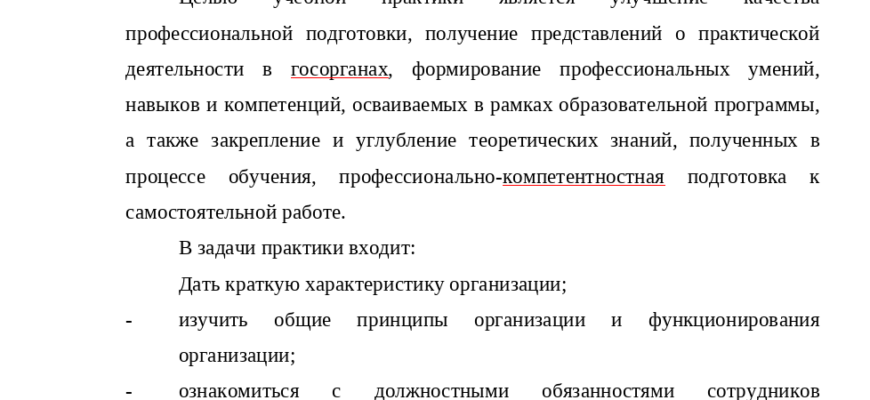 Целью учебной практики является улучшение качества
профессиональной подготовки, получение представлений о практической
деятельности в госорганах, формирование профессиональных умений,
навыков и компетенций, осваиваемых в рамках образовательной программы,
а также закрепление и углубление теоретических знаний, полученных в
процессе обучения, профессионально-компетентностная подготовка к
самостоятельной работе.
В задачи практики входит:
Дать краткую характеристику организации;
- изучить общие принципы организации и функционирования
организации;
- ознакомиться с должностными обязанностями сотрудников